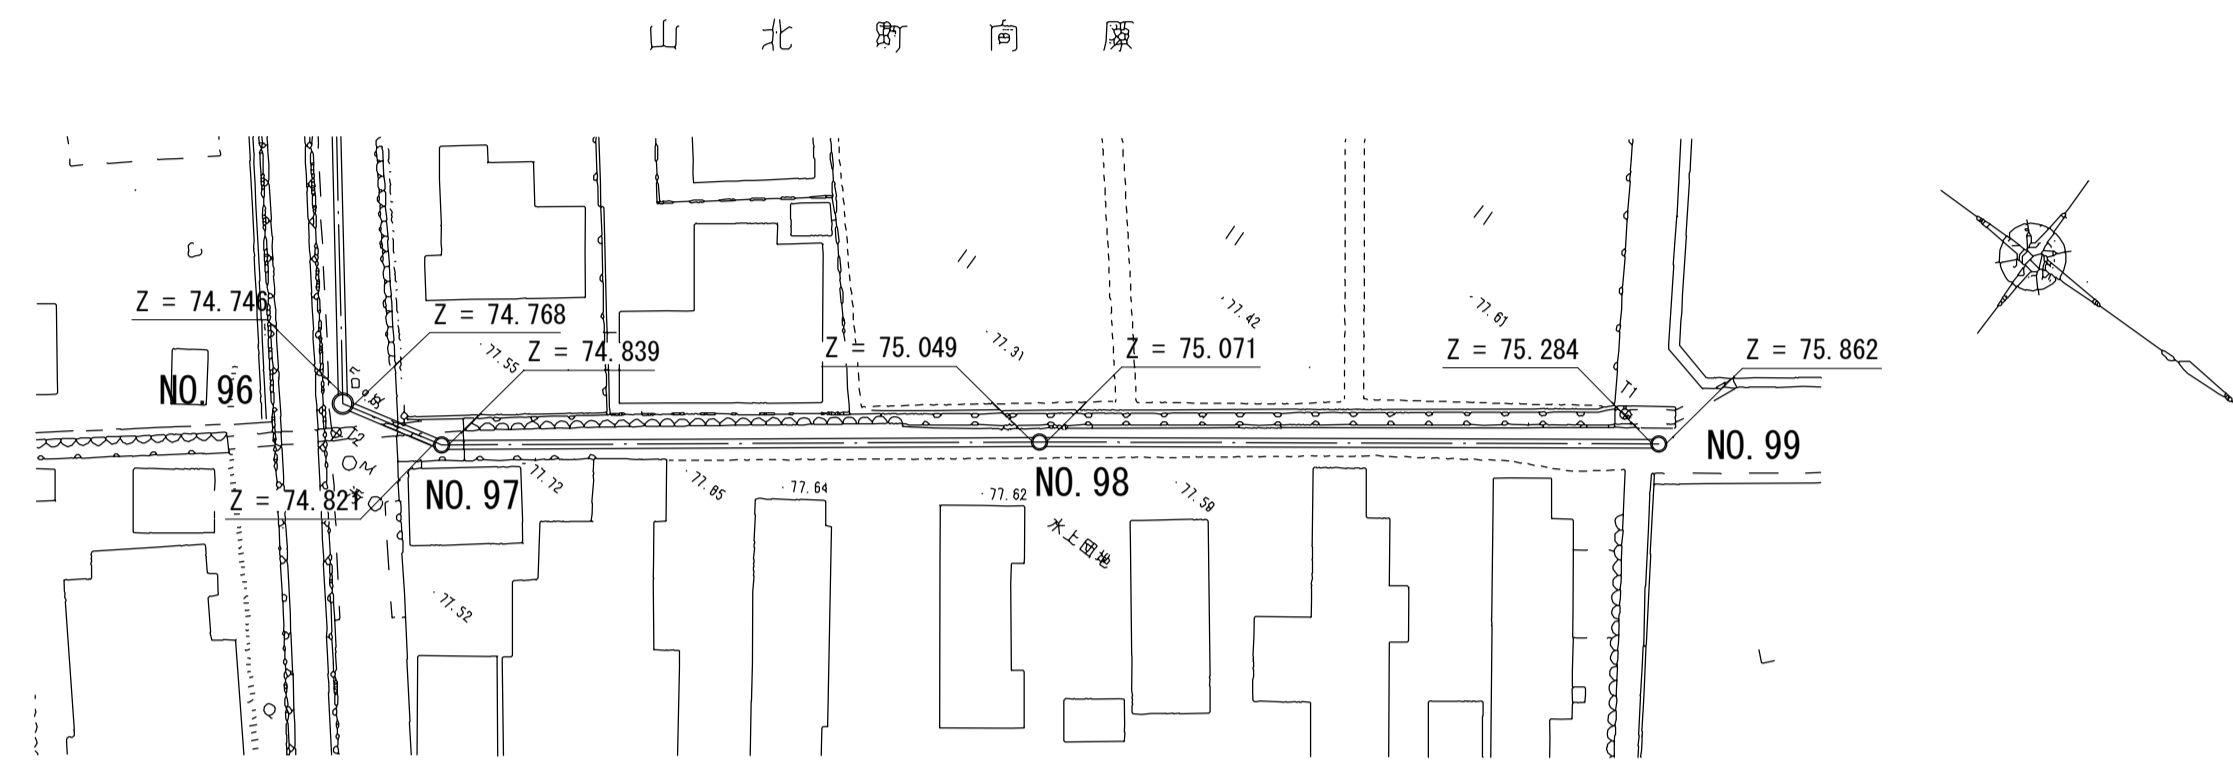 山北町向原
Z = 74.746
Z = 74.768
77.55
Z = 74.839
Z = 75.049
77.31
Z = 75.071
77.42
77.61
Z = 75.284
Z = 75.862
NO. 96
T1
T2
M
NO. 99
Z = 74.821
NO. 97
77.72
77.85
77.64
77.62
NO. 98
77.59
水上団地
77.52